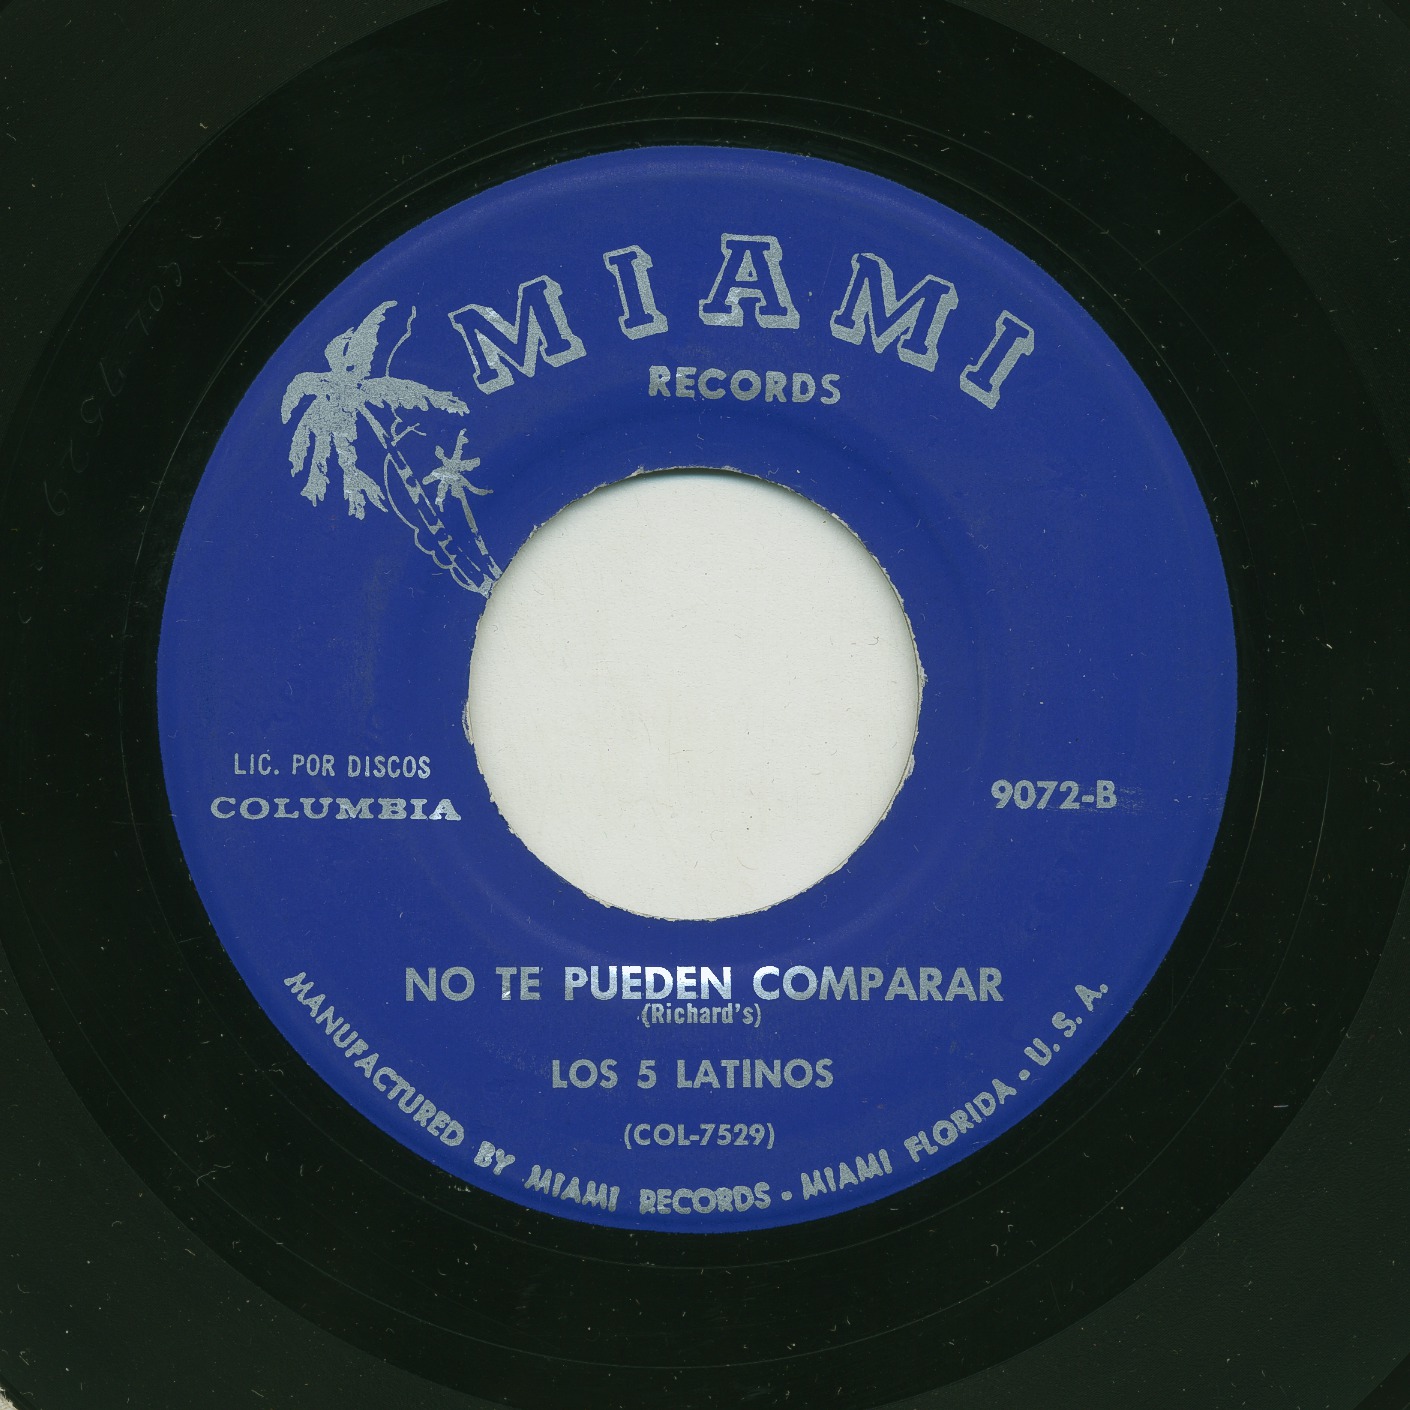 MIAMI
RECORDS
LIC. POR DISCOS
COLUMBIA
9072-B
NO TE PUEDEN COMPARAR
(Richard's)
LOS 5 LATINOS
(COL-7529)
MANUFACTURED BY MIAMI RECORDS • MIAMI FLORIDA • U. S. A.